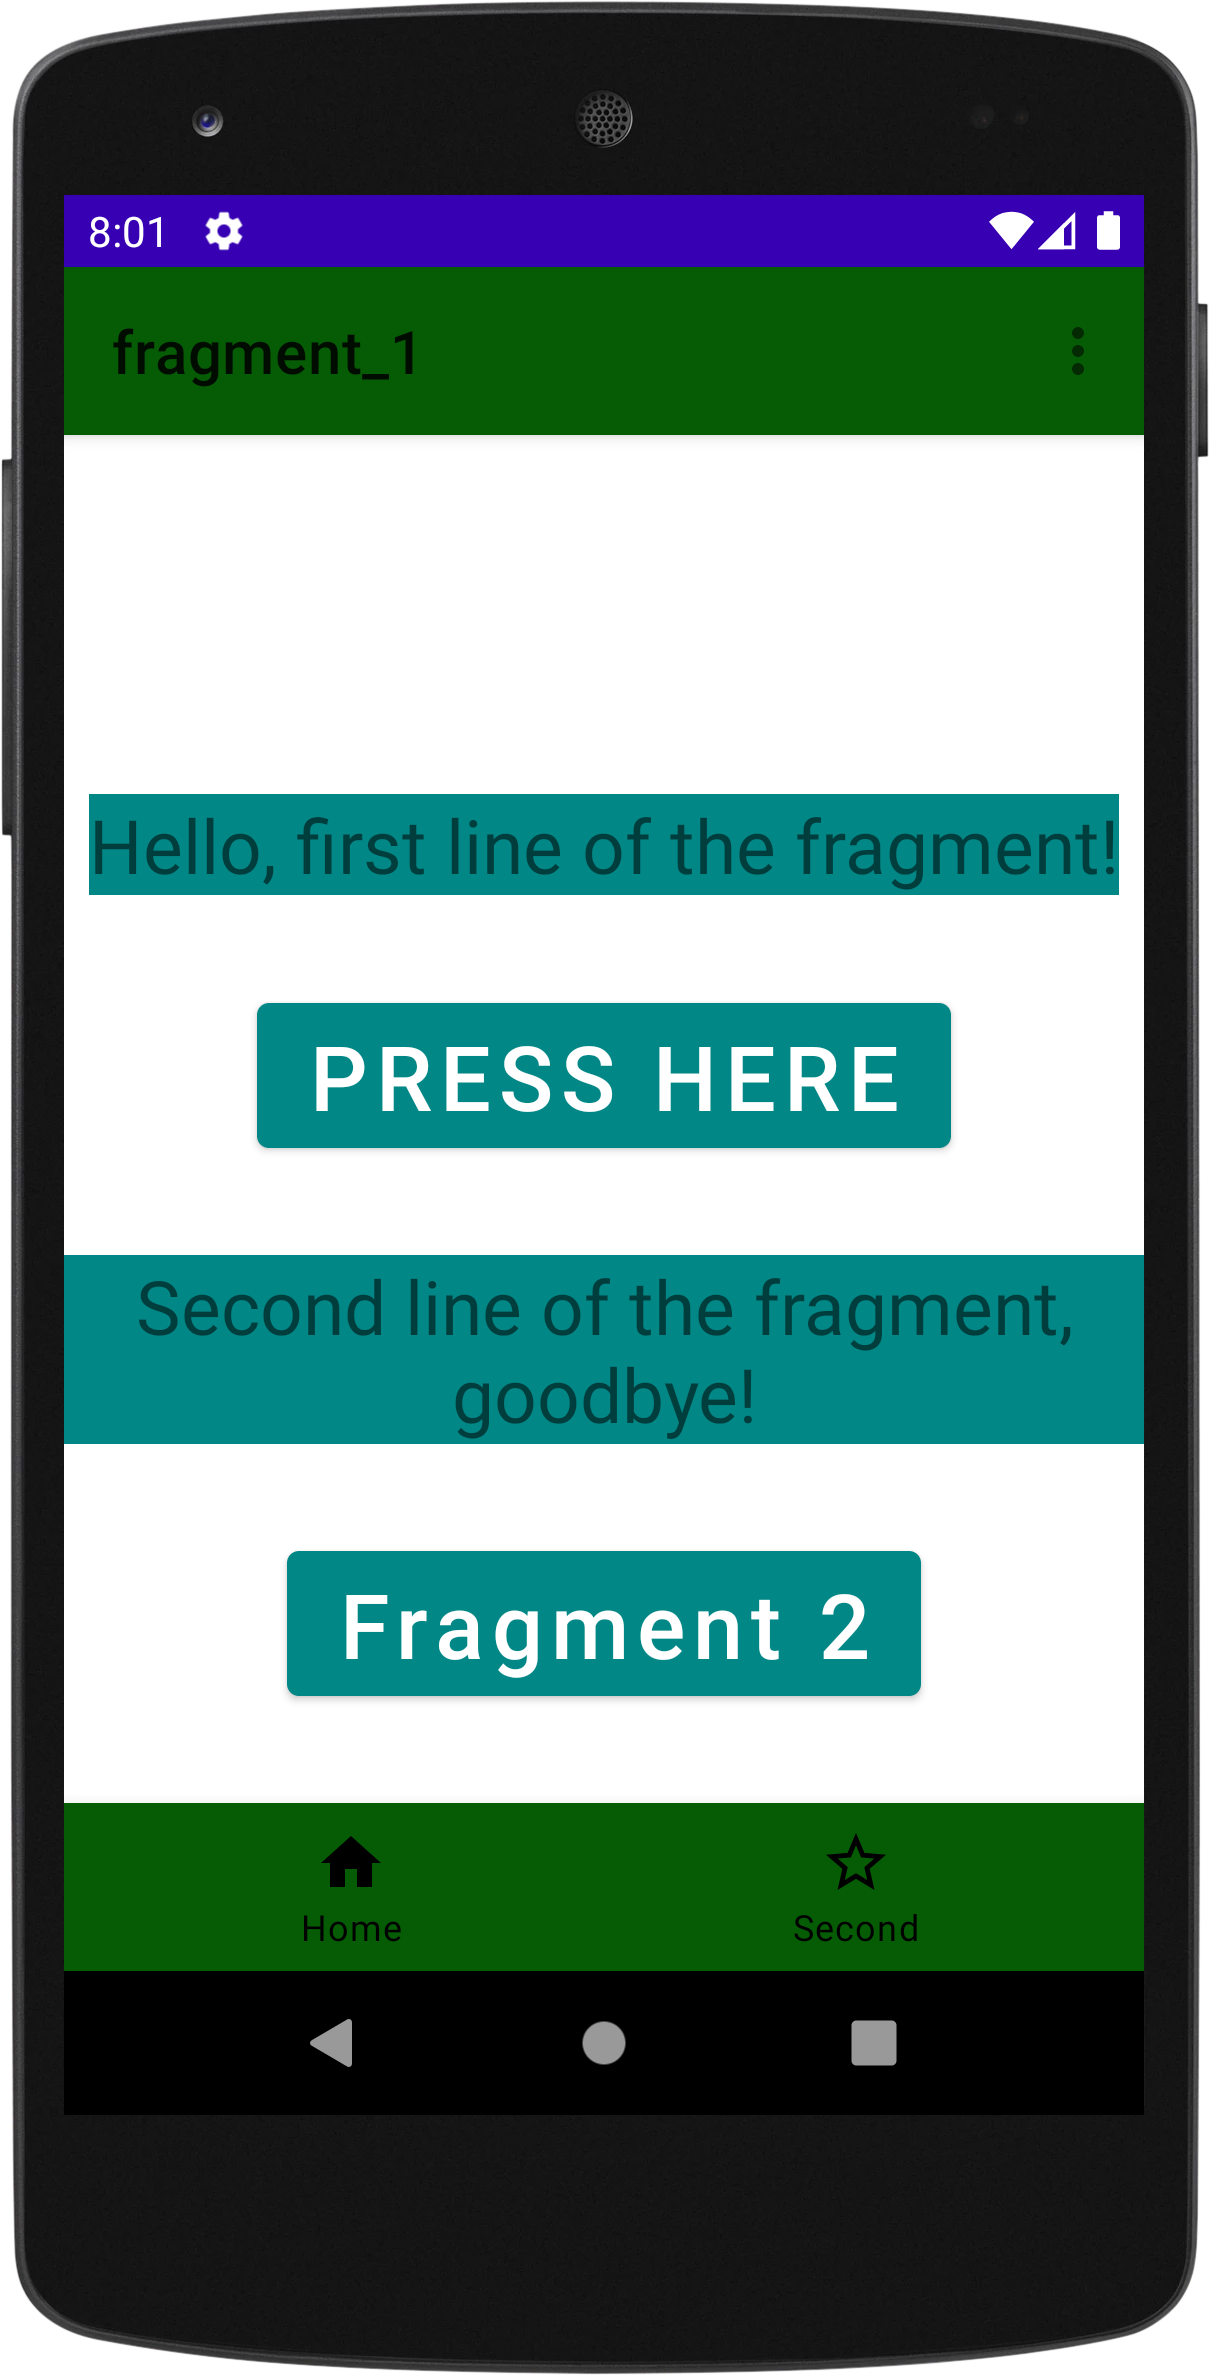 8:01
fragment_1
Hello, first line of the fragment!
PRESS HERE
Second line of the fragment,
goodbye!
Fragment 2
Home
Second